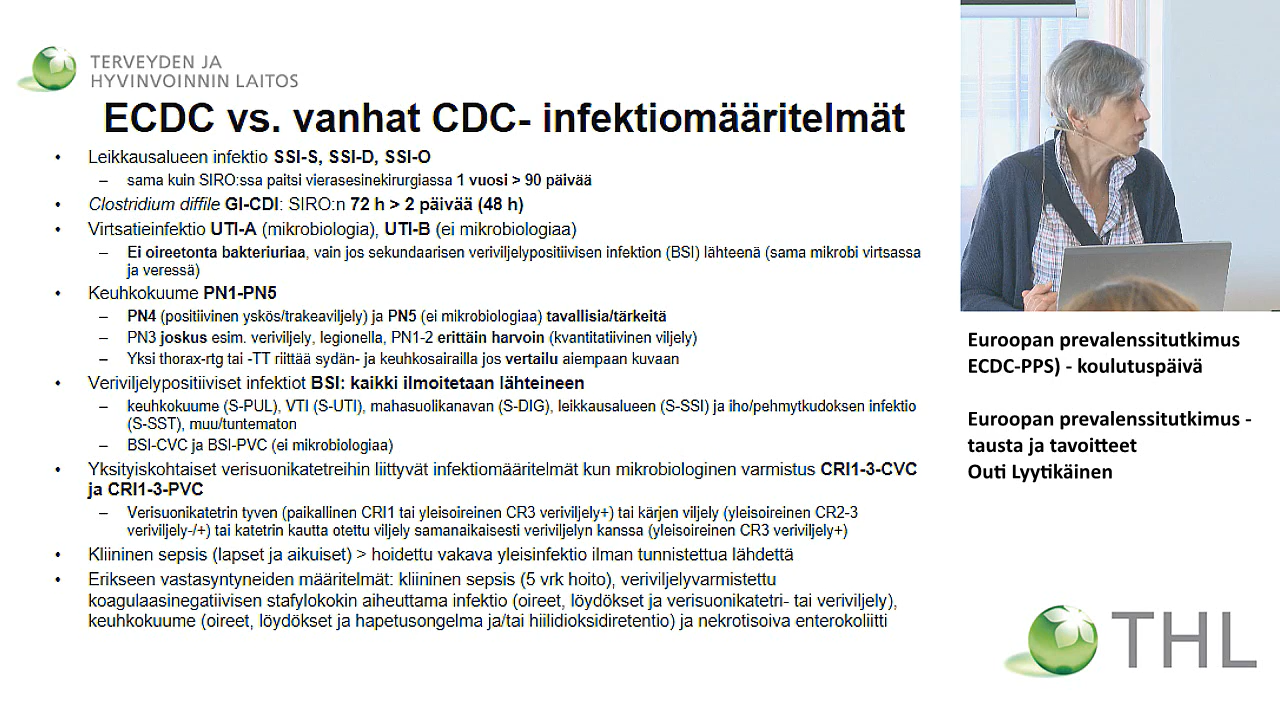 TERVEYDEN JA
HYVINVOINNIN LAITOS
ECDC vs. vanhat CDC- infektiomääritelmät
• Leikkausalueen infektio SSI-S, SSI-D, SSI-O
– sama kuin SIRO:ssa paitsi vierasesinekirurgiassa 1 vuosi > 90 päivää
• Clostridium diffile GI-CDI: SIRO:n 72 h > 2 päivää (48 h)
• Virtsatieinfektio UTI-A (mikrobiologia), UTI-B (ei mikrobiologiaa)
– Ei oireetonta bakteriuriaa, vain jos sekundaarisen veriviljelypositiivisen infektion (BSI) lähteenä (sama mikrobi virtsassa
ja veressä)
• Keuhkokuume PN1-PN5
– PN4 (positiivinen yskös/trakeaviljely) ja PN5 (ei mikrobiologiaa) tavallisia/tärkeitä
– PN3 joskus esim. veriviljely, legionella, PN1-2 erittäin harvoin (kvantitatiivinen viljely)
– Yksi thorax-rtg tai -TT riittää sydän- ja keuhkosairailla jos vertailu aiempaan kuvaan
• Veriviljelypositiiviset infektiot BSI: kaikki ilmoitetaan lähteineen
– keuhkokuume (S-PUL), VTI (S-UTI), mahasuolikanavan (S-DIG), leikkausalueen (S-SSI) ja iho/pehmytkudoksen infektio
(S-SST), muu/tuntematon
– BSI-CVC ja BSI-PVC (ei mikrobiologiaa)
• Yksityiskohtaiset verisuonikatetreihin liittyvät infektiomääritelmät kun mikrobiologinen varmistus CRI1-3-CVC
ja CRI1-3-PVC
– Verisuonikatetrin tyven (paikallinen CRI1 tai yleisoireinen CR3 veriviljely+) tai kärjen viljely (yleisoireinen CR2-3
veriviljely-/+) tai katetrin kautta otettu viljely samanaikaisesti veriviljelyn kanssa (yleisoireinen CR3 veriviljely+)
• Kliininen sepsis (lapset ja aikuiset) > hoidettu vakava yleisinfektio ilman tunnistettua lähdettä
• Erikseen vastasyntyneiden määritelmät: kliininen sepsis (5 vrk hoito), veriviljelyvarmistettu
koagulaasinegatiivisen stafylokokin aiheuttama infektio (oireet, löydökset ja verisuonikatetri- tai veriviljely),
keuhkokuume (oireet, löydökset ja hapetusongelma ja/tai hiilidioksidiretentio) ja nekrotisoiva enterokoliitti
Euroopan prevalenssitutkimus
ECDC-PPS) - koulutuspäivä
Euroopan prevalenssitutkimus -
tausta ja tavoitteet
Outi Lyytikäinen
THL